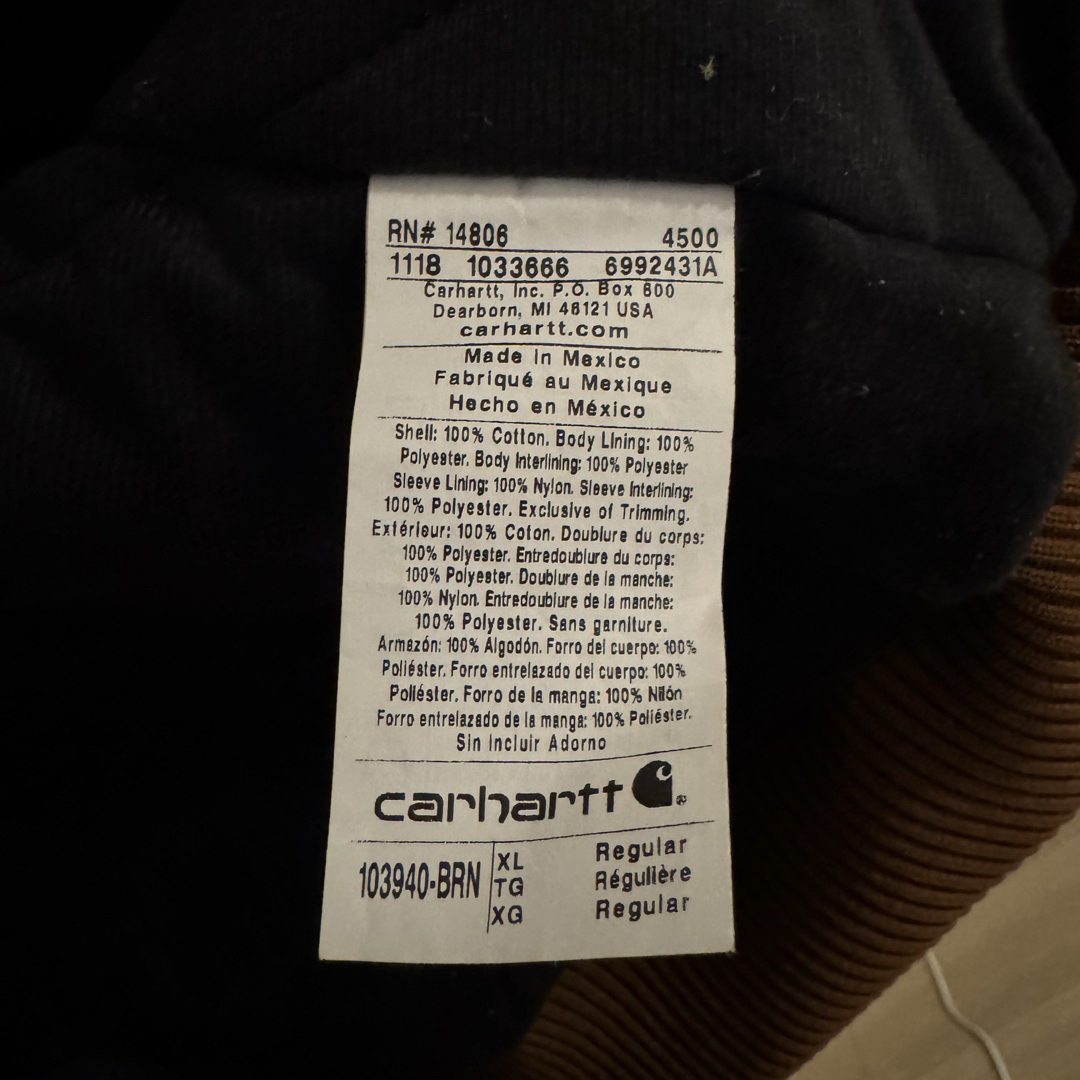 RN# 14806 4500
1118 1033666 6992431A
Carhartt, Inc. P.O. Box 600
Dearborn, MI 48121 USA
carhartt.com
Made in Mexico
Fabriqué au Mexique
Hecho en México
Shell: 100% Cotton. Body Lining: 100%
Polyester. Body Interlining: 100% Polyester
Sleeve Lining: 100% Nylon. Sleeve Interlining:
100% Polyester. Exclusive of Trimming.
Extérieur: 100% Coton. Doublure du corps:
100% Polyester. Entredoublure du corps:
100% Polyester. Doublure de la manche:
100% Nylon. Entredoublure de la manche:
100% Polyester. Sans garniture.
Armazón: 100% Algodón. Forro del cuerpo: 100%
Poliéster. Forro entrelazado del cuerpo: 100%
Poliéster. Forro de la manga: 100% Nilón
Forro entrelazado de la manga: 100% Poliéster.
Sin Incluir Adorno
carhartt ®
103940-BRN
XL Regular
TG Régulière
XG Regular